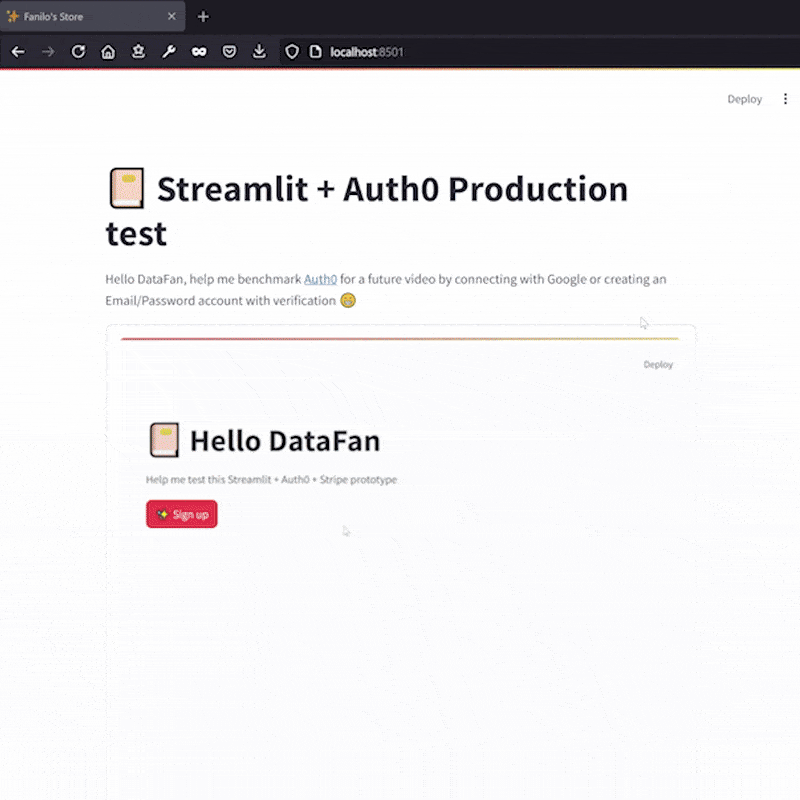 Fanilo's Store
localhost:8501
Deploy
Streamlit + Auth0 Production
test
Hello DataFan, help me benchmark Auth0 for a future video by connecting with Google or creating an
Email/Password account with verification
Deploy
Hello DataFan
Help me test this Streamlit + Auth0 + Stripe prototype
Sign up